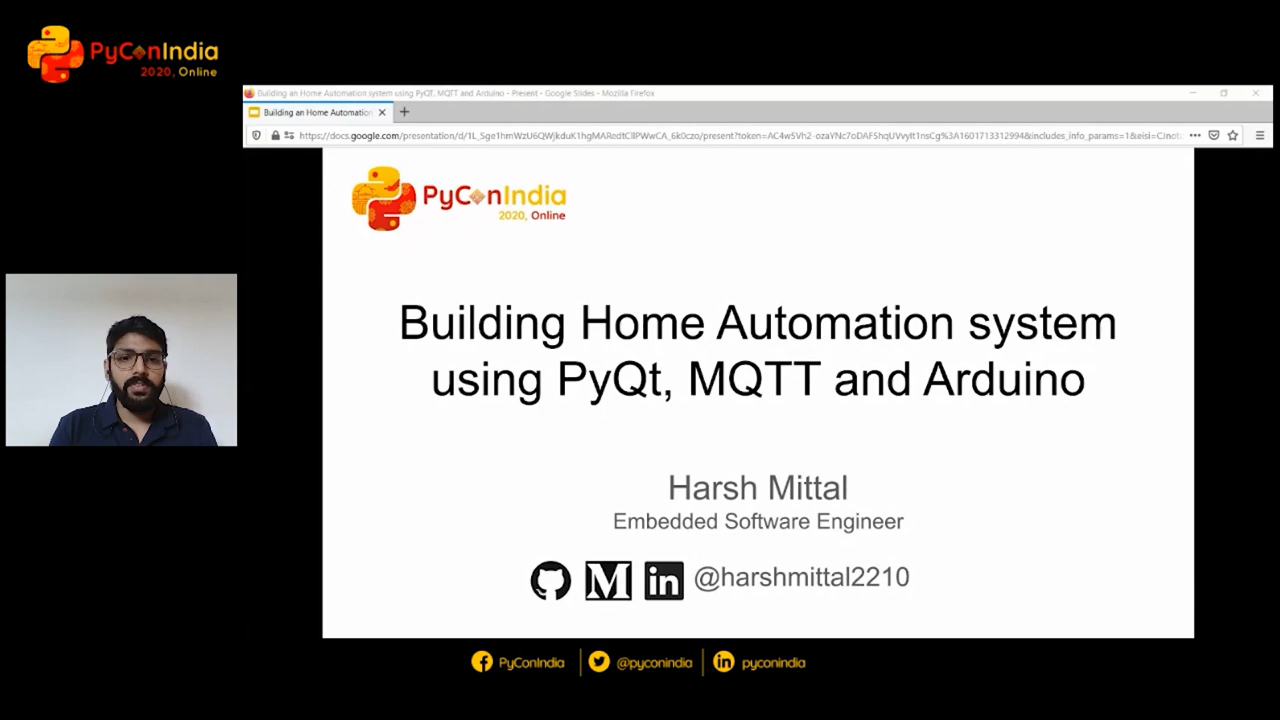 PyConIndia
2020, Online
Building an Home Automation system using PyQT, MQTT and Arduino - Present - Google Slides - Mozilla Firefox
Building an Home Automation
PyConIndia
2020, Online
Building Home Automation system
using PyQt, MQTT and Arduino
Harsh Mittal
Embedded Software Engineer
M in @harshmittal2210
PyConIndia @pyconindia in pyconindia